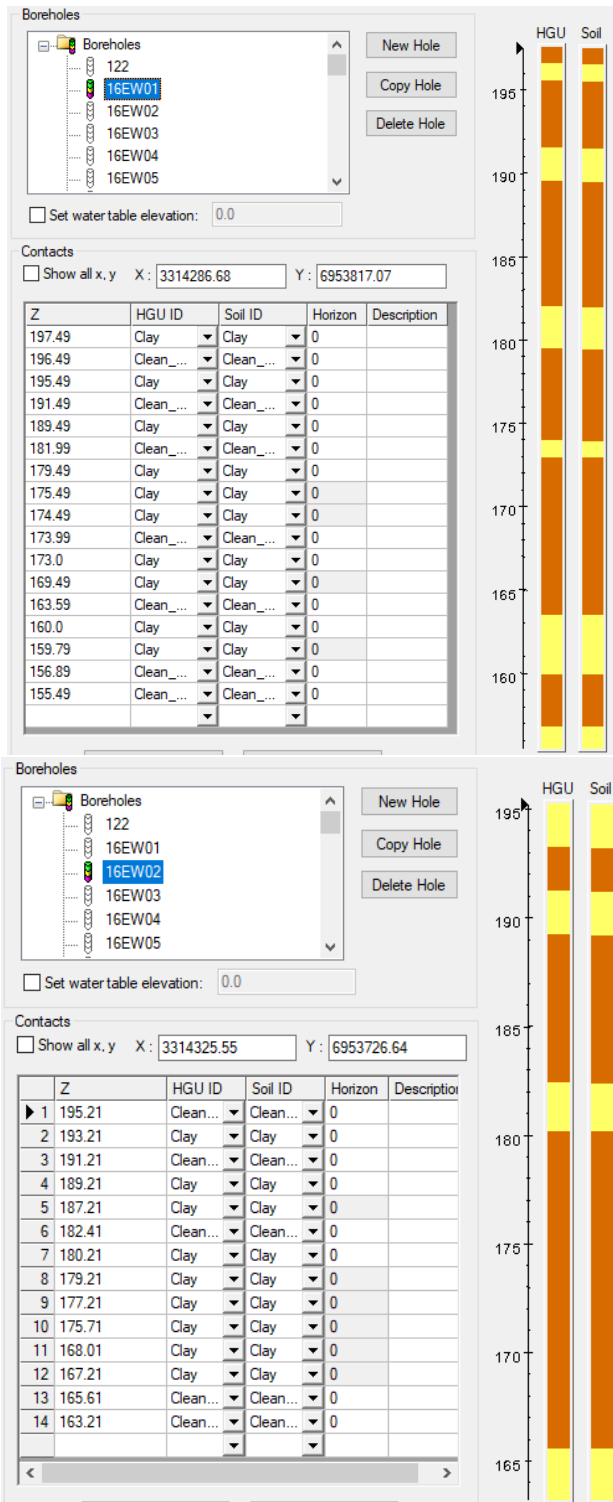 Boreholes
Boreholes
122
16EW01
16EW02
16EW03
16EW04
16EW05
New Hole
Copy Hole
Delete Hole
Set water table elevation: 0.0
Contacts
Show all x, y X : 3314286.68 Y : 6953817.07
Z HGU ID Soil ID Horizon Description
197.49 Clay Clay 0
196.49 Clean_... Clean_... 0
195.49 Clay Clay 0
191.49 Clean_... Clean_... 0
189.49 Clay Clay 0
181.99 Clean_... Clean_... 0
179.49 Clay Clay 0
175.49 Clay Clay 0
174.49 Clay Clay 0
173.99 Clean_... Clean_... 0
173.0 Clay Clay 0
169.49 Clay Clay 0
163.59 Clean_... Clean_... 0
160.0 Clay Clay 0
159.79 Clay Clay 0
156.89 Clean_... Clean_... 0
155.49 Clean_... Clean_... 0
HGU Soil
195
190
185
180
175
170
165
160
Boreholes
Boreholes
122
16EW01
16EW02
16EW03
16EW04
16EW05
New Hole
Copy Hole
Delete Hole
Set water table elevation: 0.0
Contacts
Show all x, y X : 3314325.55 Y : 6953726.64
Z HGU ID Soil ID Horizon Description
1 195.21 Clean... Clean... 0
2 193.21 Clay Clay 0
3 191.21 Clean... Clean... 0
4 189.21 Clay Clay 0
5 187.21 Clay Clay 0
6 182.41 Clean... Clean... 0
7 180.21 Clay Clay 0
8 179.21 Clay Clay 0
9 177.21 Clay Clay 0
10 175.71 Clay Clay 0
11 168.01 Clay Clay 0
12 167.21 Clay Clay 0
13 165.61 Clean... Clean... 0
14 163.21 Clean... Clean... 0
HGU Soil
195
190
185
180
175
170
165